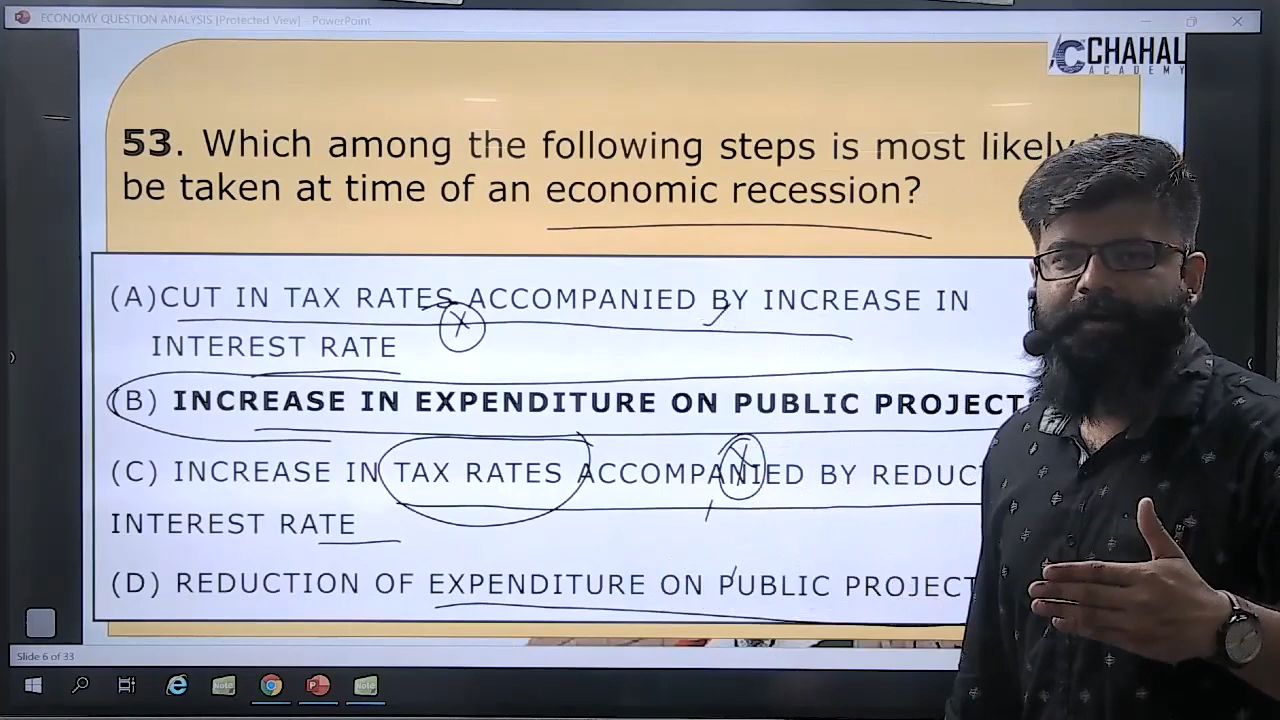 ECONOMY QUESTION ANALYSIS [Protected View] - PowerPoint
CHAHAL
ACADEMY
53. Which among the following steps is most likely
be taken at time of an economic recession?
(A)CUT IN TAX RATES ACCOMPANIED BY INCREASE IN
INTEREST RATE
(B) INCREASE IN EXPENDITURE ON PUBLIC PROJECT
(C) INCREASE IN TAX RATES ACCOMPANIED BY REDUC
INTEREST RATE
(D) REDUCTION OF EXPENDITURE ON PUBLIC PROJECT
Slide 6 of 33
Note
Note